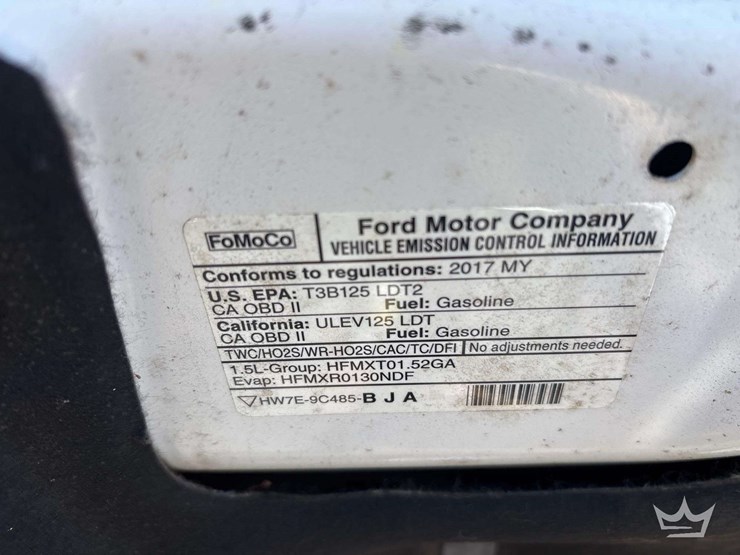 FoMoCo
Ford Motor Company
VEHICLE EMISSION CONTROL INFORMATION
Conforms to regulations: 2017 MY
U.S. EPA: T3B125 LDT2
CA OBD II Fuel: Gasoline
California: ULEV125 LDT
CA OBD II Fuel: Gasoline
TWC/HO2S/WR-HO2S/CAC/TC/DFI No adjustments needed.
1.5L-Group: HFMXT01.52GA
Evap: HFMXR0130NDF
HW7E-9C485-B J A